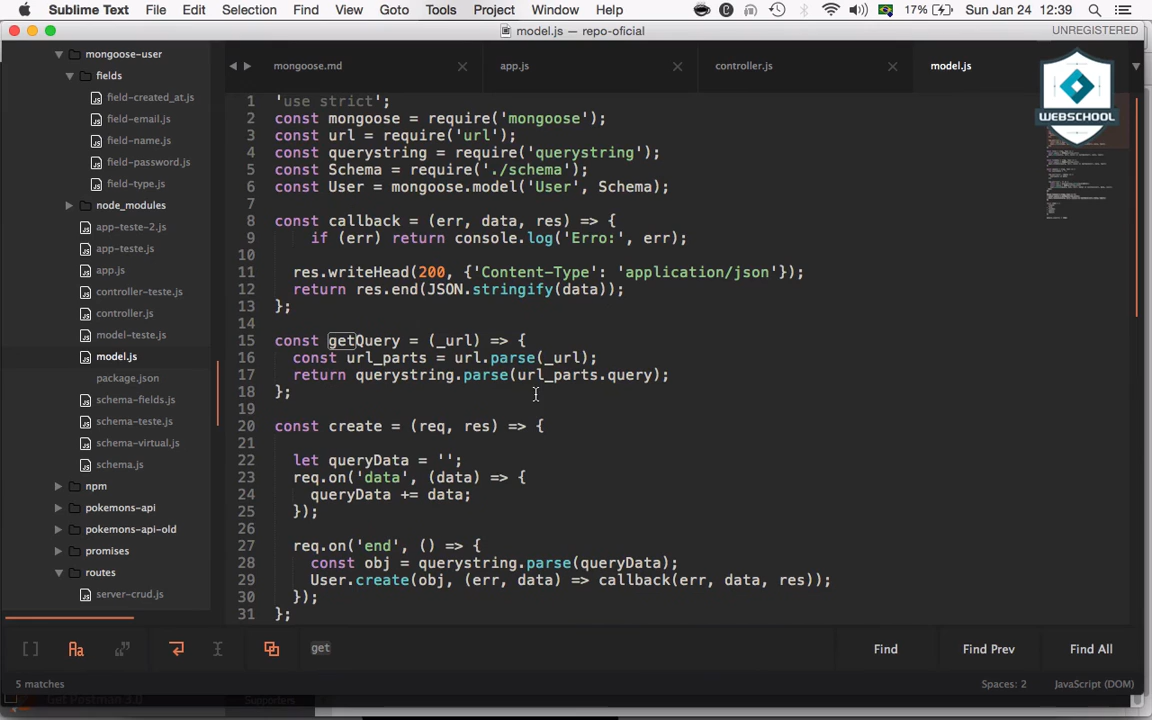 Sublime Text File Edit Selection Find View Goto Tools Project Window Help 17% Sun Jan 24 12:39
model.js — repo-oficial UNREGISTERED
mongoose-user
fields
field-created_at.js
field-email.js
field-name.js
field-password.js
field-type.js
node_modules
app-teste-2.js
app-teste.js
app.js
controller-teste.js
controller.js
model-teste.js
model.js
package.json
schema-fields.js
schema-teste.js
schema-virtual.js
schema.js
npm
pokemons-api
pokemons-api-old
promises
routes
server-crud.js
mongoose.md app.js controller.js model.js
WEBSCHOOL
1 'use strict';
2 const mongoose = require('mongoose');
3 const url = require('url');
4 const querystring = require('querystring');
5 const Schema = require('./schema');
6 const User = mongoose.model('User', Schema);
7
8 const callback = (err, data, res) => {
9 if (err) return console.log('Erro:', err);
10
11 res.writeHead(200, {'Content-Type': 'application/json'});
12 return res.end(JSON.stringify(data));
13 };
14
15 const getQuery = (_url) => {
16 const url_parts = url.parse(_url);
17 return querystring.parse(url_parts.query);
18 };
19
20 const create = (req, res) => {
21
22 let queryData = '';
23 req.on('data', (data) => {
24 queryData += data;
25 });
26
27 req.on('end', () => {
28 const obj = querystring.parse(queryData);
29 User.create(obj, (err, data) => callback(err, data, res));
30 });
31 };
Aa get Find Find Prev Find All
5 matches Spaces: 2 JavaScript (DOM)
Get Postman 3.0 Supporters